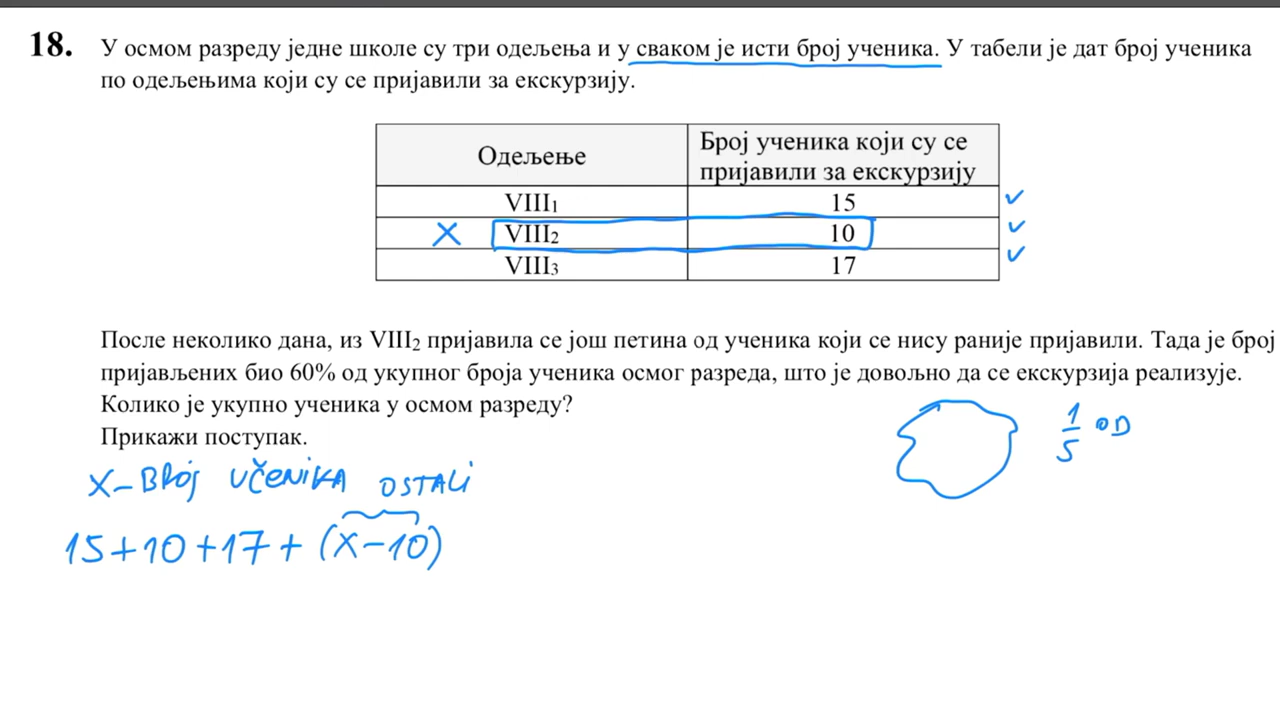 18. У осмом разреду једне школе су три одељења и у сваком је исти број ученика. У табели је дат број ученика
по одељењима који су се пријавили за екскурзију.
Одељење Број ученика који су се пријавили за екскурзију
VIII₁ 15 ✓
X VIII₂ 10 ✓
VIII₃ 17 ✓
После неколико дана, из VIII₂ пријавила се још петина од ученика који се нису раније пријавили. Тада је број
пријављених био 60% од укупног броја ученика осмог разреда, што је довољно да се екскурзија реализује.
Колико је укупно ученика у осмом разреду?
Прикажи поступак.
1/5 OD
X – BROJ UČENIKA OSTALI
15+10+17+(X–10)